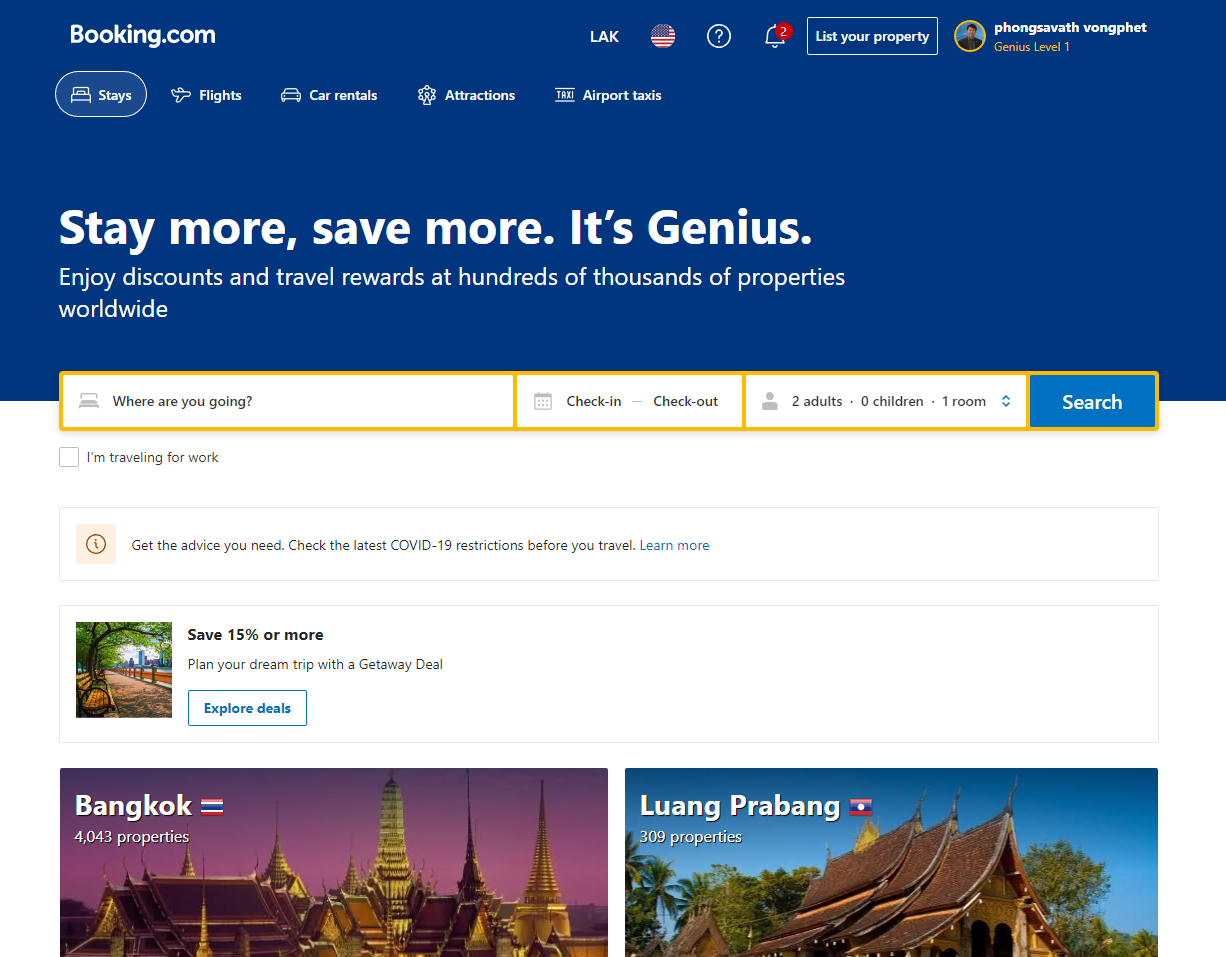 Booking.com
LAK
2
List your property
phongsavath vongphet
Genius Level 1
Stays
Flights
Car rentals
Attractions
TAXI Airport taxis
Stay more, save more. It’s Genius.
Enjoy discounts and travel rewards at hundreds of thousands of properties
worldwide
Where are you going?
Check-in — Check-out
2 adults · 0 children · 1 room
Search
I'm traveling for work
Get the advice you need. Check the latest COVID-19 restrictions before you travel. Learn more
Save 15% or more
Plan your dream trip with a Getaway Deal
Explore deals
Bangkok
4,043 properties
Luang Prabang
309 properties